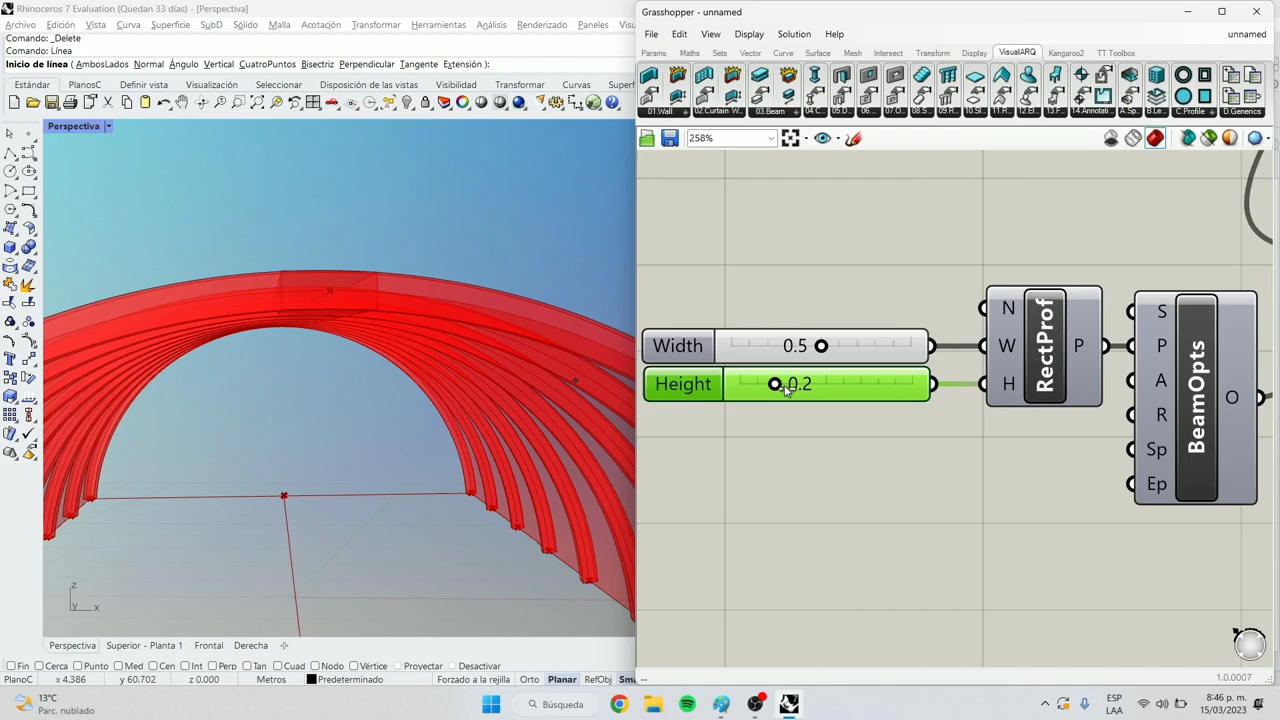 Rhinoceros 7 Evaluation (Quedan 33 días) - [Perspectiva]
Archivo Edición Vista Curva Superficie SubD Sólido Malla Acotación Transformar Herramientas Análisis Renderizado Paneles
Comando: _Delete
Comando: Línea
Inicio de línea ( AmbosLados Normal Ángulo Vertical CuatroPuntos Bisectriz Perpendicular Tangente Extensión ):
Estándar PlanosC Definir vista Visualización Seleccionar Disposición de las vistas Visibilidad Transformar Curvas
Perspectiva
z
y x
Perspectiva Superior - Planta 1 Frontal Derecha
Fin Cerca Punto Med Cen Int Perp Tan Cuad Nodo Vértice Proyectar Desactivar
PlanoC x 4.386 y 60.702 z 0.000 Metros Predeterminado Forzado a la rejilla Orto Planar RefObj
Grasshopper - unnamed
File Edit View Display Solution Help unnamed
Params Maths Sets Vector Curve Surface Mesh Intersect Transform Display VisualARQ Kangaroo2 TT Toolbox
01.Wall 03.Beam C.Profile D.Generics
258%
Width 0.5
Height 0.2
N
W
H
RectProf
P
S
P
A
R
Sp
Ep
BeamOpts
O
...
1.0.0007
13°C
Parc. nublado
Búsqueda
ESP
LAA
8:46 p. m.
15/03/2023